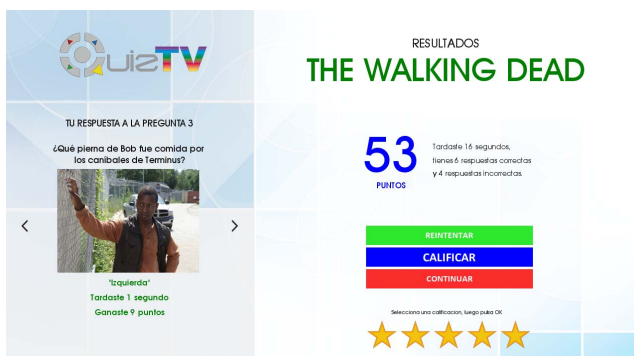 QuizTV
TU RESPUESTA A LA PREGUNTA 3
¿Qué pierna de Bob fue comida por
los canibales de Terminus?
"Izquierda"
Tardaste 1 segundo
Ganaste 9 puntos
RESULTADOS
THE WALKING DEAD
53
PUNTOS
Tardaste 16 segundos,
tienes 6 respuestas correctas
y 4 respuestas incorrectas.
REINTENTAR
CALIFICAR
CONTINUAR
Selecciona una calificacion, luego pulsa OK